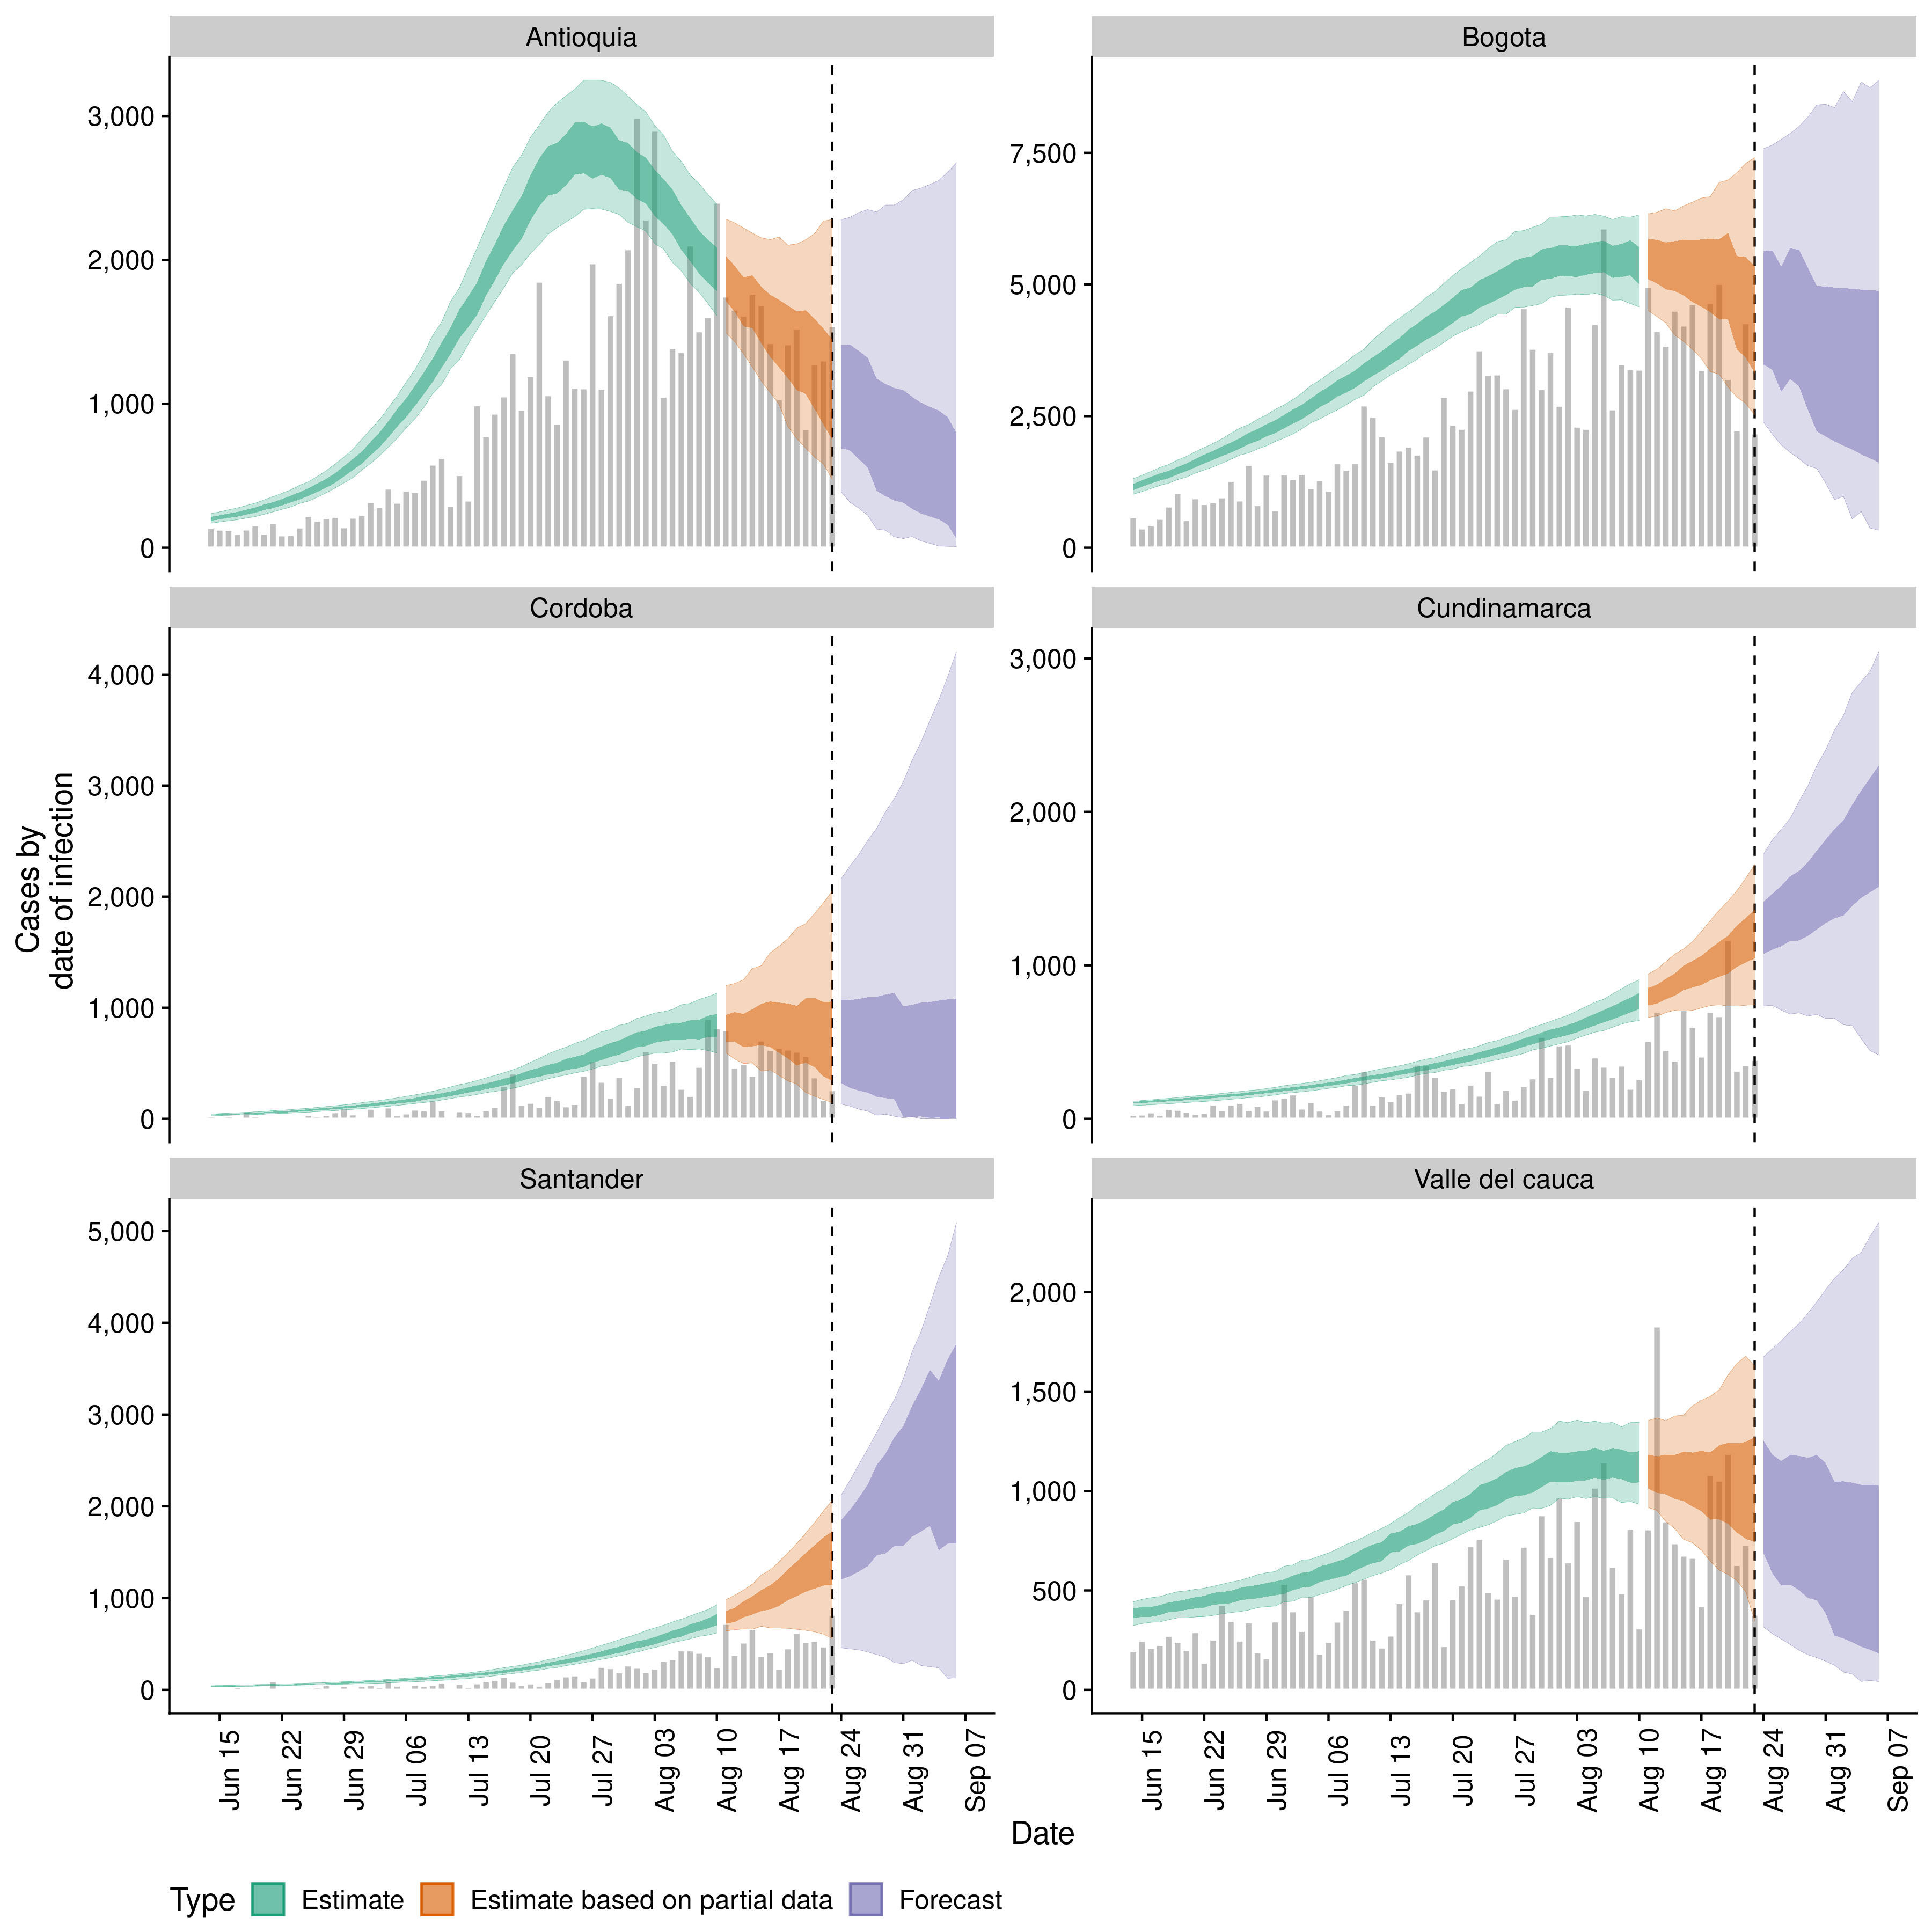 Antioquia
Bogota
3,000
2,000
1,000
0
7,500
5,000
2,500
0
Cordoba
Cundinamarca
4,000
3,000
2,000
1,000
0
3,000
2,000
1,000
0
Cases by
date of infection
Santander
Valle del cauca
5,000
4,000
3,000
2,000
1,000
0
2,000
1,500
1,000
500
0
Jun 15
Jun 22
Jun 29
Jul 06
Jul 13
Jul 20
Jul 27
Aug 03
Aug 10
Aug 17
Aug 24
Aug 31
Sep 07
Jun 15
Jun 22
Jun 29
Jul 06
Jul 13
Jul 20
Jul 27
Aug 03
Aug 10
Aug 17
Aug 24
Aug 31
Sep 07
Date
Type Estimate Estimate based on partial data Forecast